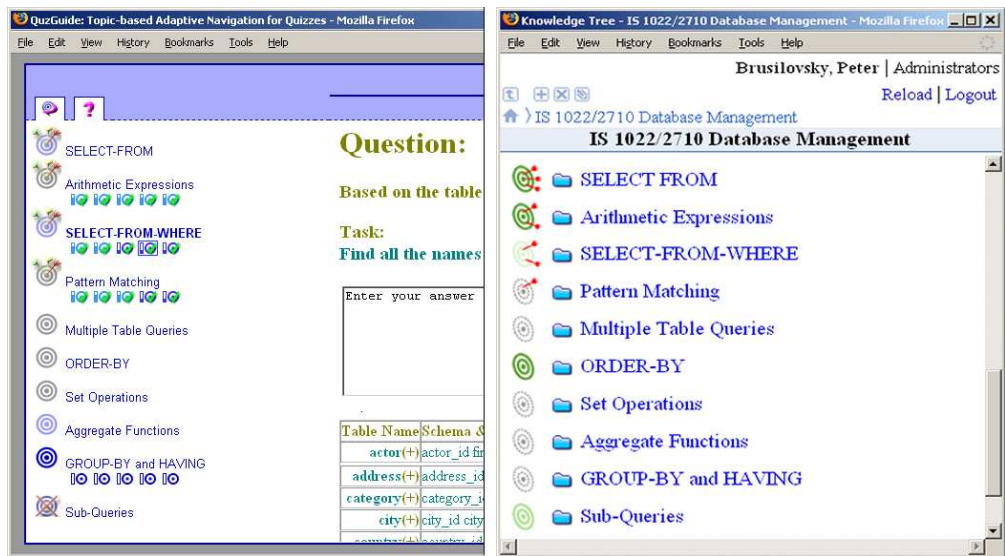 QuzGuide: Topic-based Adaptive Navigation for Quizzes - Mozilla Firefox
File Edit View History Bookmarks Tools Help
?
SELECT-FROM
Arithmetic Expressions
SELECT-FROM-WHERE
Pattern Matching
Multiple Table Queries
ORDER-BY
Set Operations
Aggregate Functions
GROUP-BY and HAVING
Sub-Queries
Question:
Based on the table
Task:
Find all the names
Enter your answer
Table Name Schema &
actor(+) actor_id fir
address(+) address_id
category(+) category_i
city(+) city_id city
country(+) country_id
Knowledge Tree - IS 1022/2710 Database Management - Mozilla Firefox
File Edit View History Bookmarks Tools Help
Brusilovsky, Peter | Administrators
Reload | Logout
IS 1022/2710 Database Management
IS 1022/2710 Database Management
SELECT FROM
Arithmetic Expressions
SELECT-FROM-WHERE
Pattern Matching
Multiple Table Queries
ORDER-BY
Set Operations
Aggregate Functions
GROUP-BY and HAVING
Sub-Queries